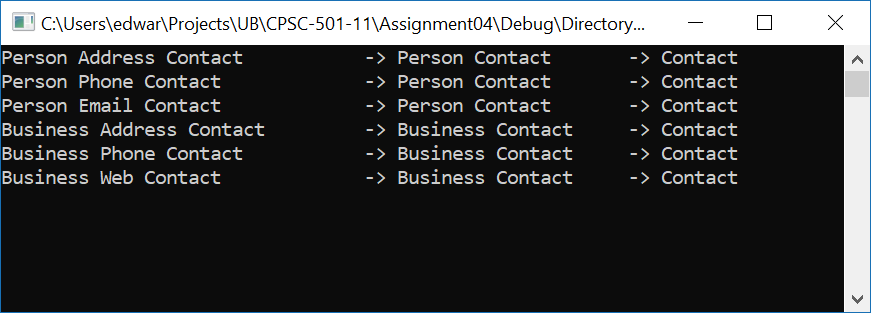 C:\Users\edwar\Projects\UB\CPSC-501-11\Assignment04\Debug\Directory...
Person Address Contact -> Person Contact -> Contact
Person Phone Contact -> Person Contact -> Contact
Person Email Contact -> Person Contact -> Contact
Business Address Contact -> Business Contact -> Contact
Business Phone Contact -> Business Contact -> Contact
Business Web Contact -> Business Contact -> Contact